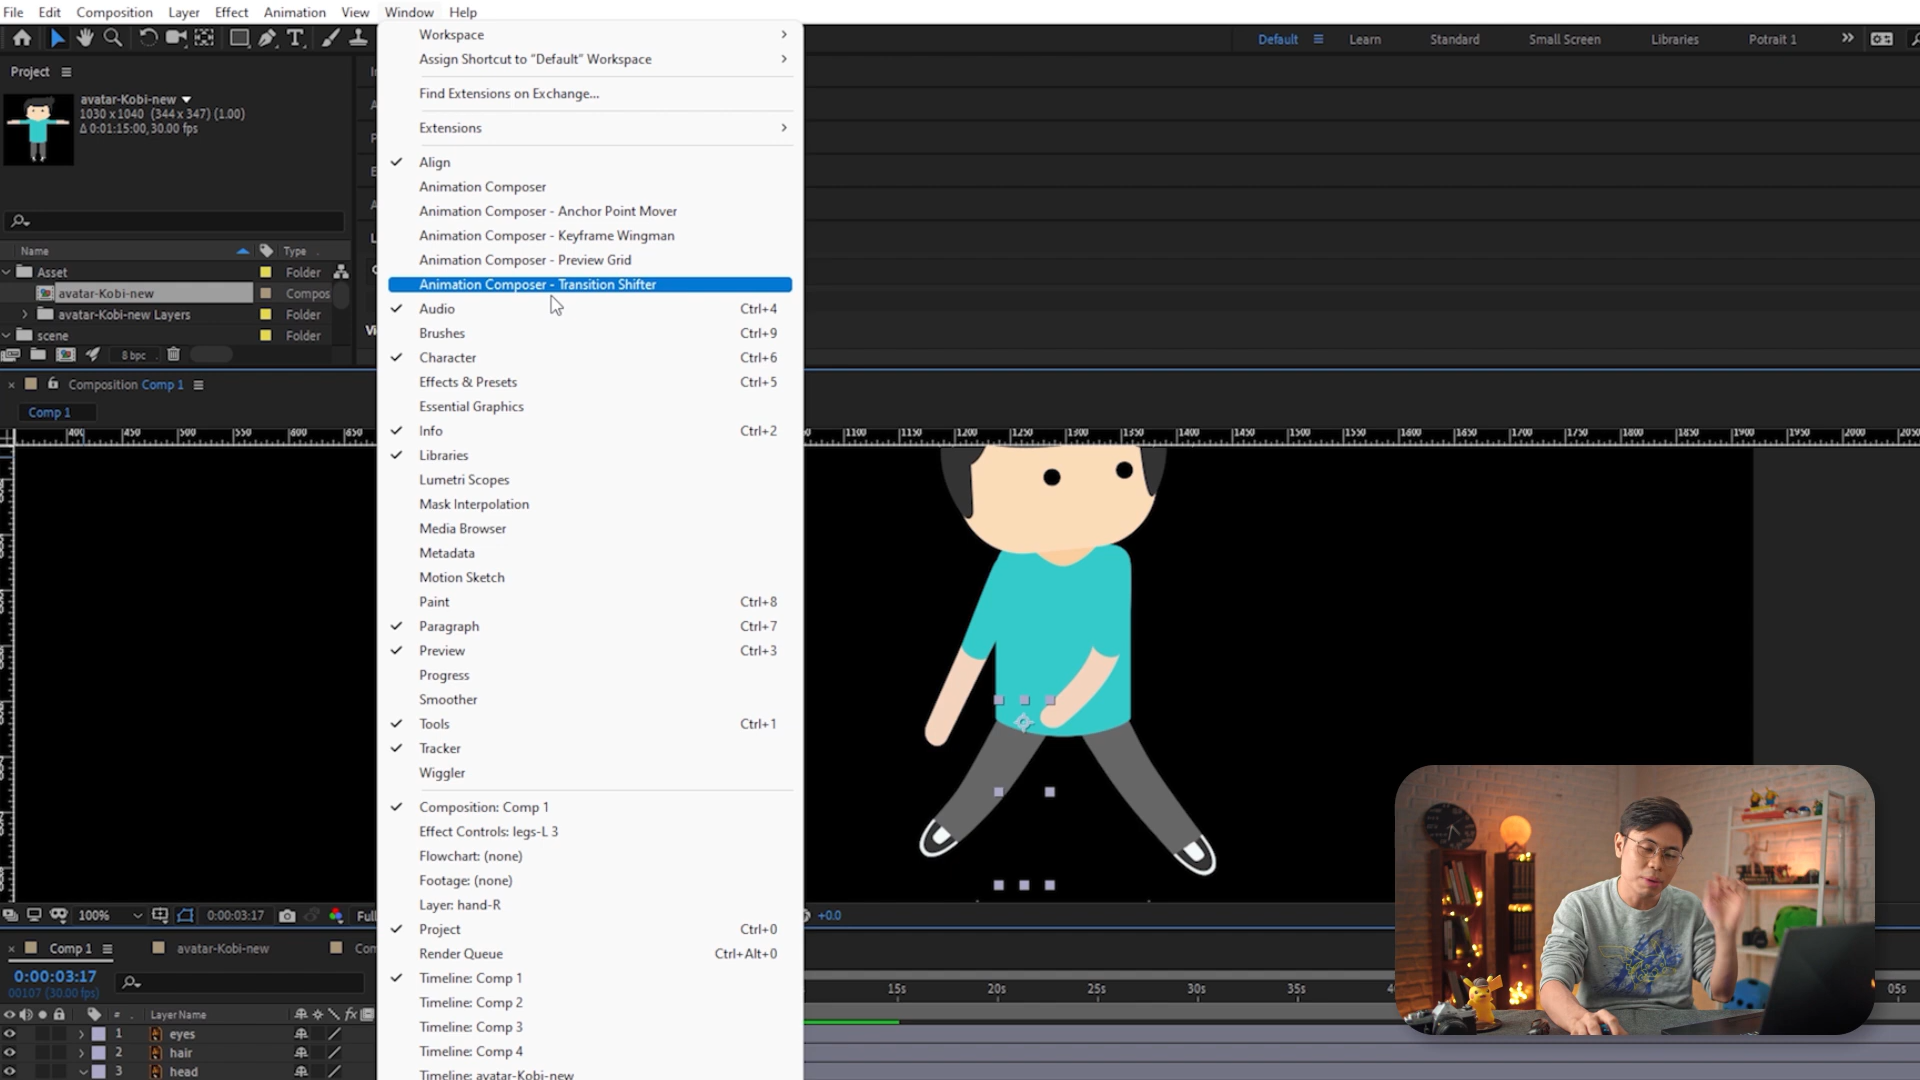 File Edit Composition Layer Effect Animation View Window Help
Default Learn Standard Small Screen Libraries Potrait 1
Project
avatar-Kobi-new
1030 x 1040 (344 x 347) (1.00)
Δ 0:01:15:00, 30.00 fps
Name Type
Asset Folder
avatar-Kobi-new Compos
avatar-Kobi-new Layers Folder
scene Folder
8 bpc
Workspace
Assign Shortcut to "Default" Workspace
Find Extensions on Exchange...
Extensions
Align
Animation Composer
Animation Composer - Anchor Point Mover
Animation Composer - Keyframe Wingman
Animation Composer - Preview Grid
Animation Composer - Transition Shifter
Audio Ctrl+4
Brushes Ctrl+9
Character Ctrl+6
Effects & Presets Ctrl+5
Essential Graphics
Info Ctrl+2
Libraries
Lumetri Scopes
Mask Interpolation
Media Browser
Metadata
Motion Sketch
Paint Ctrl+8
Paragraph Ctrl+7
Preview Ctrl+3
Progress
Smoother
Tools Ctrl+1
Tracker
Wiggler
Composition: Comp 1
Effect Controls: legs-L 3
Flowchart: (none)
Footage: (none)
Layer: hand-R
Project Ctrl+0
Render Queue Ctrl+Alt+0
Timeline: Comp 1
Timeline: Comp 2
Timeline: Comp 3
Timeline: Comp 4
Timeline: avatar-Kobi-new
Composition Comp 1
Comp 1
400 450 500 550 600 650 1100 1150 1200 1250 1300 1350 1400 1450 1500 1550 1600 1650 1700 1750 1800 1850 1900 1950 2000 2050
100% 0:00:03:17 Full +0.0
Comp 1 avatar-Kobi-new Com
0:00:03:17
00107 (30.00 fps)
15s 20s 25s 30s 35s 05s
# Layer Name fx
1 eyes
2 hair
3 head